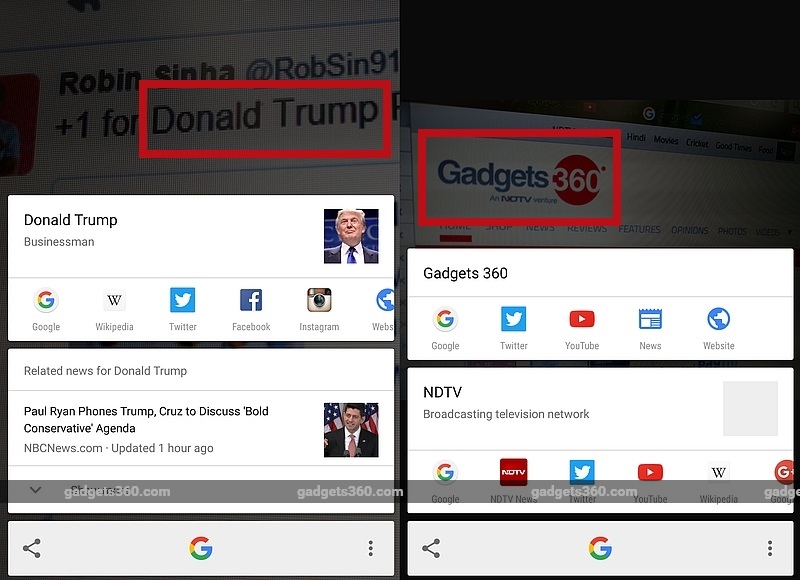 Robin Sinha @RobSin91
+1 for Donald Trump
Donald Trump
Businessman
Google
Wikipedia
Twitter
Facebook
Instagram
Webs
Related news for Donald Trump
Paul Ryan Phones Trump, Cruz to Discuss 'Bold
Conservative' Agenda
NBCNews.com · Updated 1 hour ago
gadgets360.com
gadgets360.com
Hindi
Movies
Cricket
Good Times
Food
Gadgets 360
An NDTV venture
HOME
SHOP
NEWS
REVIEWS
FEATURES
OPINIONS
PHOTOS
VIDEOS
Gadgets 360
Google
Twitter
YouTube
News
Website
NDTV
Broadcasting television network
NDTV
Google
NDTV News
Twitter
YouTube
Wikipedia
gadgets360.com
gadg